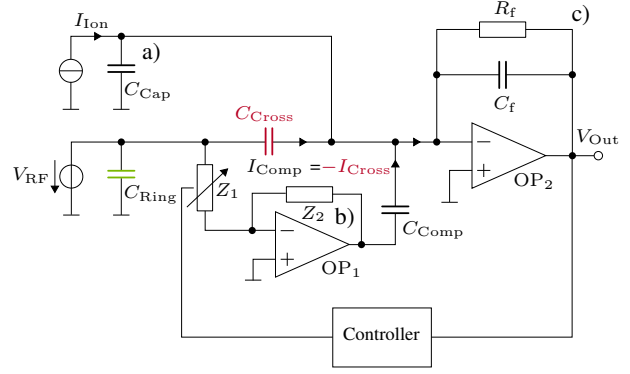 I_Ion
a)
C_Cap
R_f
c)
C_f
C_Cross
V_Out
I_Comp = −I_Cross
−
+
OP_2
V_RF
C_Ring
Z_1
Z_2
b)
−
+
OP_1
C_Comp
Controller